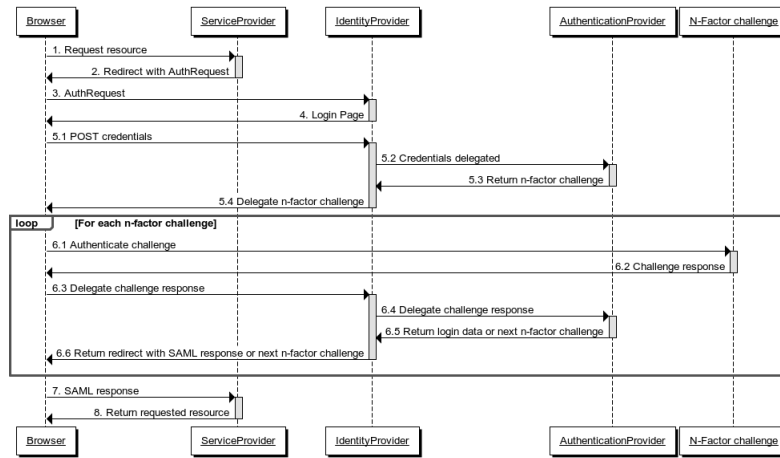 Browser ServiceProvider IdentityProvider AuthenticationProvider N-Factor challenge
1. Request resource
2. Redirect with AuthRequest
3. AuthRequest
4. Login Page
5.1 POST credentials
5.2 Credentials delegated
5.3 Return n-factor challenge
5.4 Delegate n-factor challenge
loop [For each n-factor challenge]
6.1 Authenticate challenge
6.2 Challenge response
6.3 Delegate challenge response
6.4 Delegate challenge response
6.5 Return login data or next n-factor challenge
6.6 Return redirect with SAML response or next n-factor challenge
7. SAML response
8. Return requested resource
Browser ServiceProvider IdentityProvider AuthenticationProvider N-Factor challenge